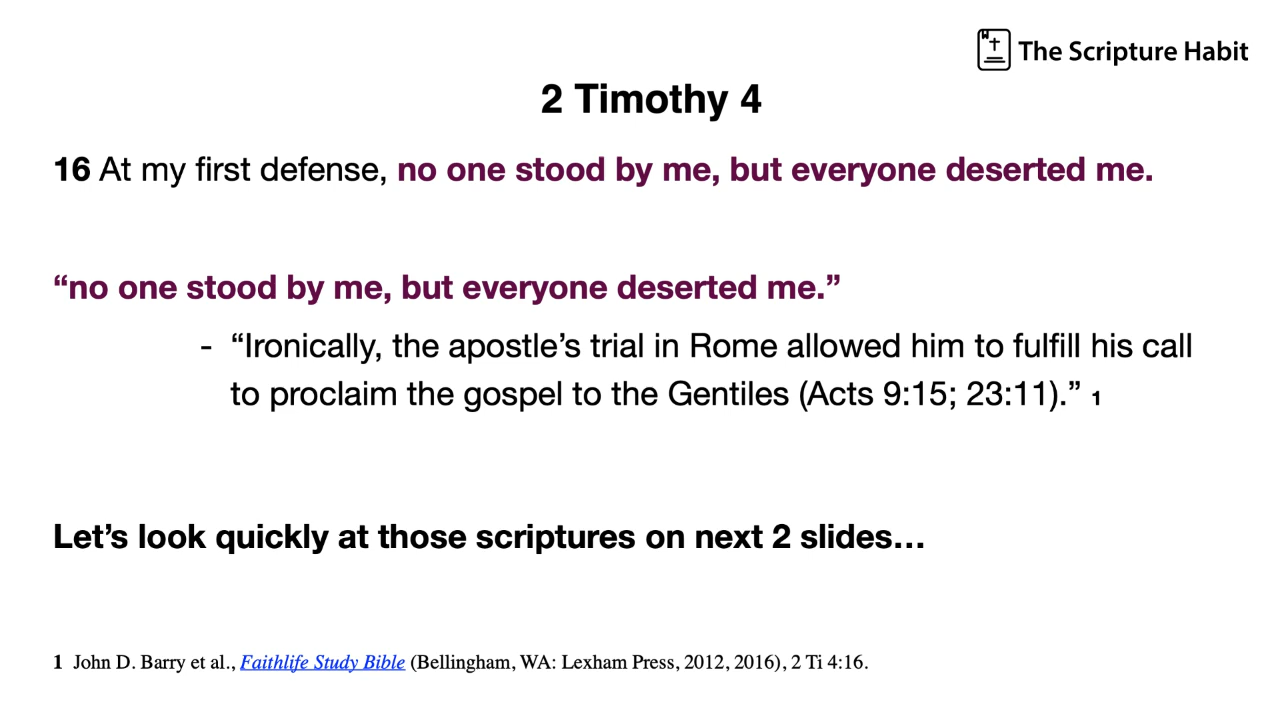 The Scripture Habit
2 Timothy 4
16 At my first defense, no one stood by me, but everyone deserted me.
“no one stood by me, but everyone deserted me.”
- “Ironically, the apostle’s trial in Rome allowed him to fulfill his call
to proclaim the gospel to the Gentiles (Acts 9:15; 23:11).” 1
Let’s look quickly at those scriptures on next 2 slides…
1 John D. Barry et al., Faithlife Study Bible (Bellingham, WA: Lexham Press, 2012, 2016), 2 Ti 4:16.